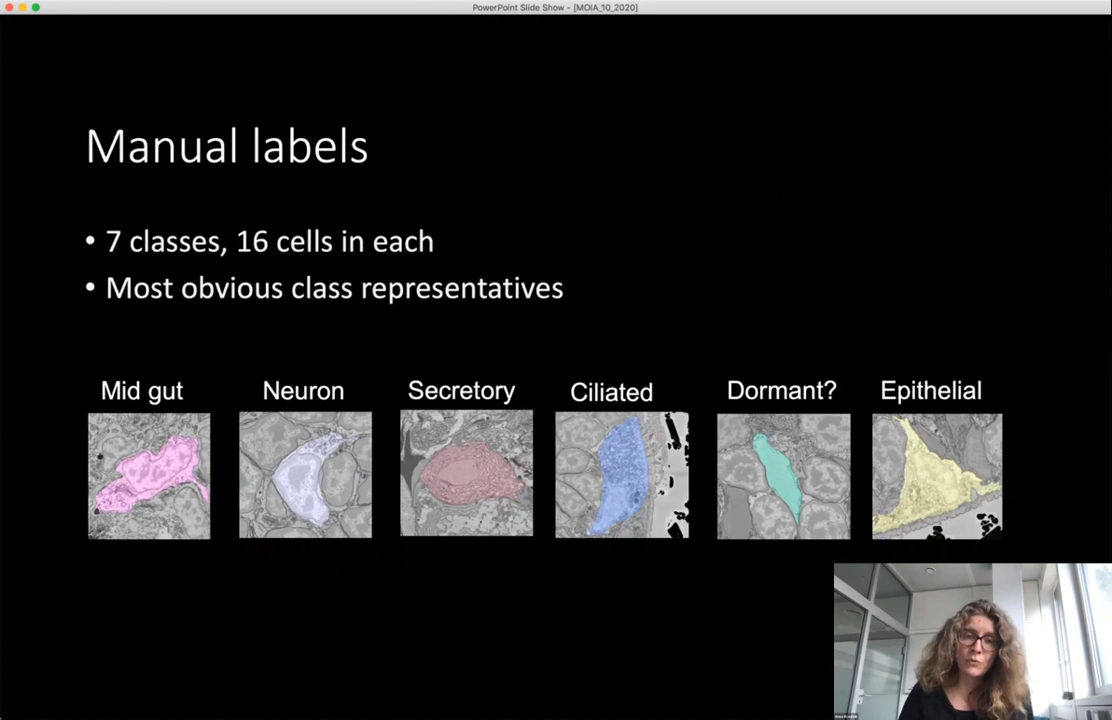 PowerPoint Slide Show - [MOIA_10_2020]
Manual labels
• 7 classes, 16 cells in each
• Most obvious class representatives
Mid gut Neuron Secretory Ciliated Dormant? Epithelial